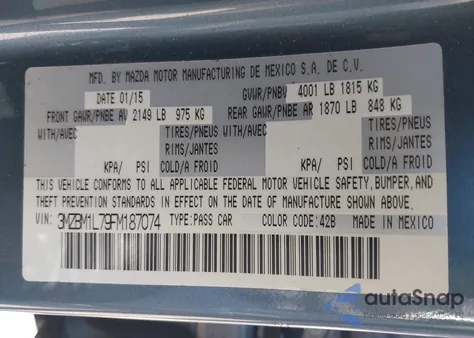 MFD. BY MAZDA MOTOR MANUFACTURING DE MEXICO S.A. DE C.V.
DATE 01/15 GVWR/PNBV 4001 LB 1815 KG
FRONT GAWR/PNBE AV 2149 LB 975 KG REAR GAWR/PNBE AR 1870 LB 848 KG
WITH/AVEC TIRES/PNEUS WITH/AVEC TIRES/PNEUS
RIMS/JANTES RIMS/JANTES
KPA/ PSI COLD/A FROID KPA/ PSI COLD/A FROID
THIS VEHICLE CONFORMS TO ALL APPLICABLE FEDERAL MOTOR VEHICLE SAFETY, BUMPER, AND
THEFT PREVENTION STANDARDS IN EFFECT ON THE DATE OF MANUFACTURE SHOWN ABOVE.
VIN: 3MZBM1L79FM187074 TYPE:PASS CAR COLOR CODE:42B MADE IN MEXICO
autoSnap